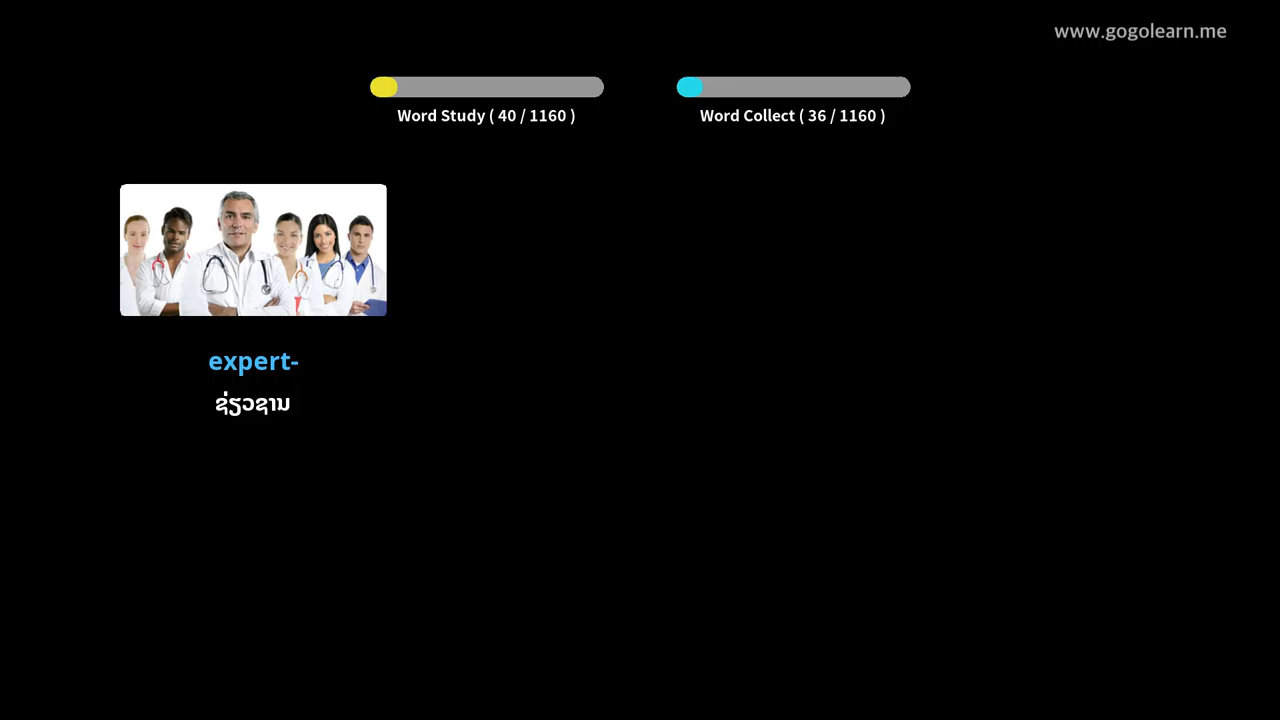 www.gogolearn.me
Word Study ( 40 / 1160 )
Word Collect ( 36 / 1160 )
expert-
ຊ່ຽວຊານ